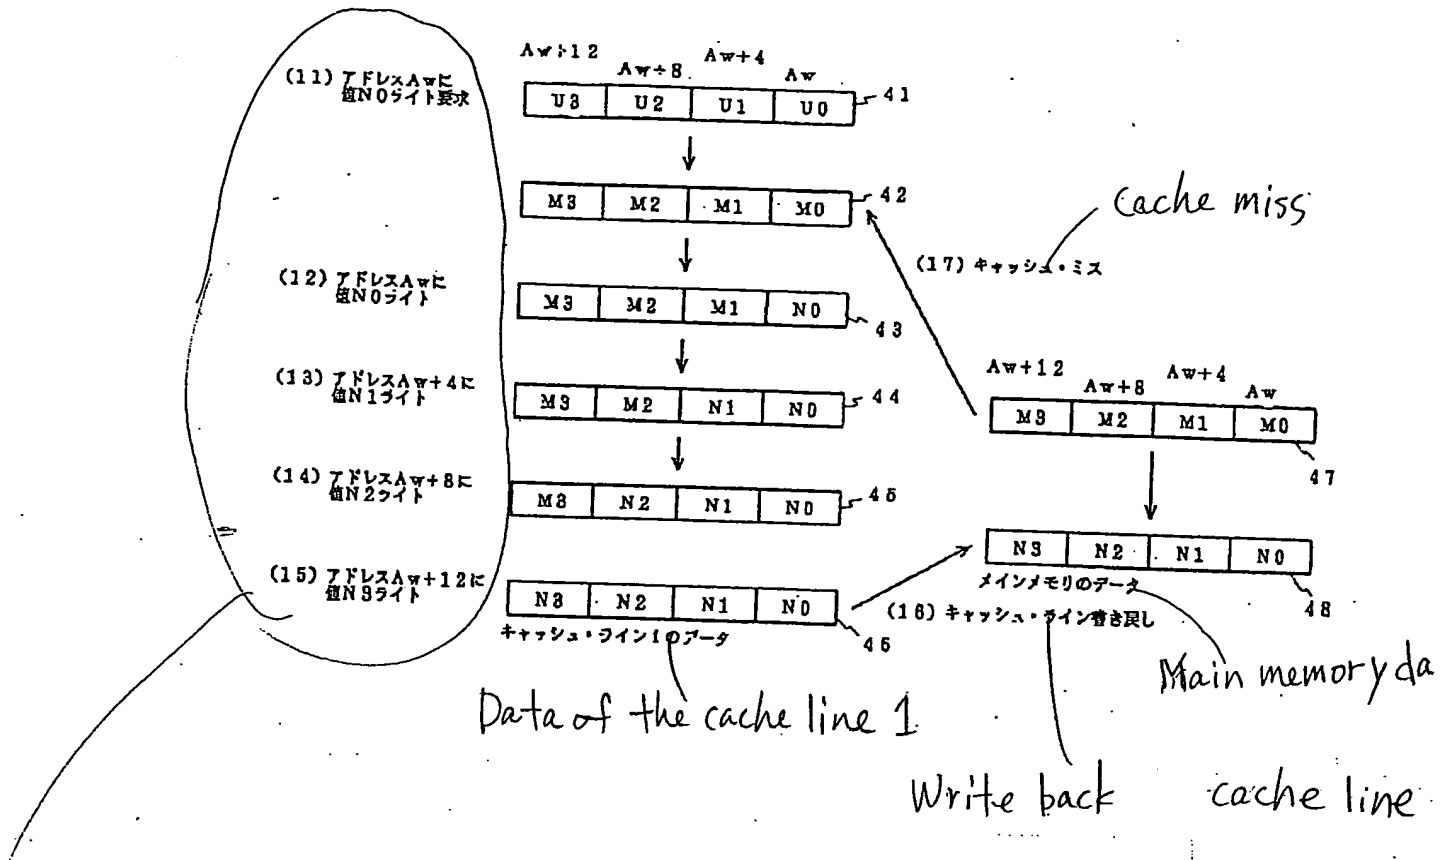 Aw+12
Aw+8
Aw+4
Aw
(11) アドレスAwに
値N0ライト要求
U3 U2 U1 U0
41
M3 M2 M1 M0
42
cache miss
(17) キャッシュ・ミス
(12) アドレスAwに
値N0ライト
M3 M2 M1 N0
43
(13) アドレスAw+4に
値N1ライト
M3 M2 N1 N0
44
Aw+12
Aw+8
Aw+4
Aw
M3 M2 M1 M0
47
(14) アドレスAw+8に
値N2ライト
M3 N2 N1 N0
45
N3 N2 N1 N0
48
メインメモリのデータ
(15) アドレスAw+12に
値N3ライト
N3 N2 N1 N0
46
(16) キャッシュ・ライン書き戻し
キャッシュ・ライン1のデータ
Main memory da
Data of the cache line 1
Write back cache line